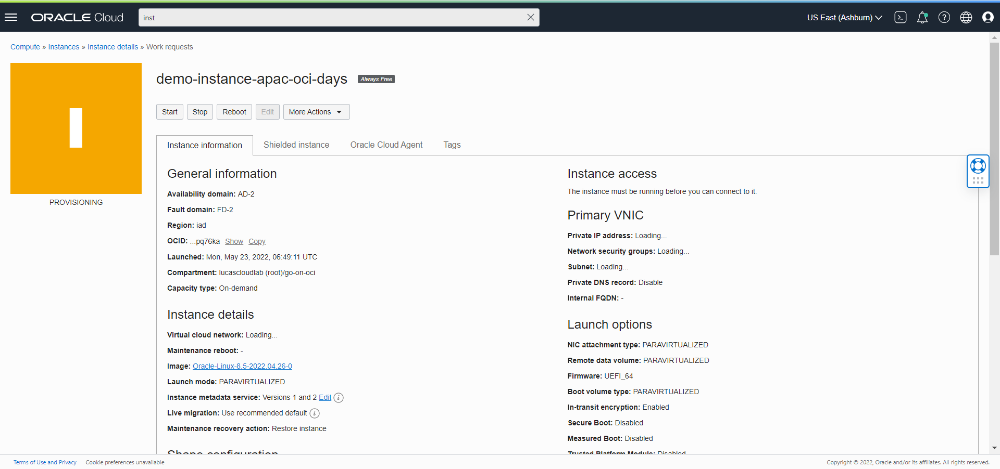 ORACLE Cloud
inst
US East (Ashburn)
Compute » Instances » Instance details » Work requests
I
PROVISIONING
demo-instance-apac-oci-days
Always Free
Start
Stop
Reboot
Edit
More Actions
Instance information
Shielded instance
Oracle Cloud Agent
Tags
General information
Availability domain: AD-2
Fault domain: FD-2
Region: iad
OCID: ...pq76ka Show Copy
Launched: Mon, May 23, 2022, 06:49:11 UTC
Compartment: lucascloudlab (root)/go-on-oci
Capacity type: On-demand
Instance details
Virtual cloud network: Loading...
Maintenance reboot: -
Image: Oracle-Linux-8.5-2022.04.26-0
Launch mode: PARAVIRTUALIZED
Instance metadata service: Versions 1 and 2 Edit
Live migration: Use recommended default
Maintenance recovery action: Restore instance
Shape configuration
Instance access
The instance must be running before you can connect to it.
Primary VNIC
Private IP address: Loading...
Network security groups: Loading...
Subnet: Loading...
Private DNS record: Disable
Internal FQDN: -
Launch options
NIC attachment type: PARAVIRTUALIZED
Remote data volume: PARAVIRTUALIZED
Firmware: UEFI_64
Boot volume type: PARAVIRTUALIZED
In-transit encryption: Enabled
Secure Boot: Disabled
Measured Boot: Disabled
Trusted Platform Module: Disabled
Terms of Use and Privacy
Cookie preferences unavailable
Copyright © 2022, Oracle and/or its affiliates. All rights reserved.